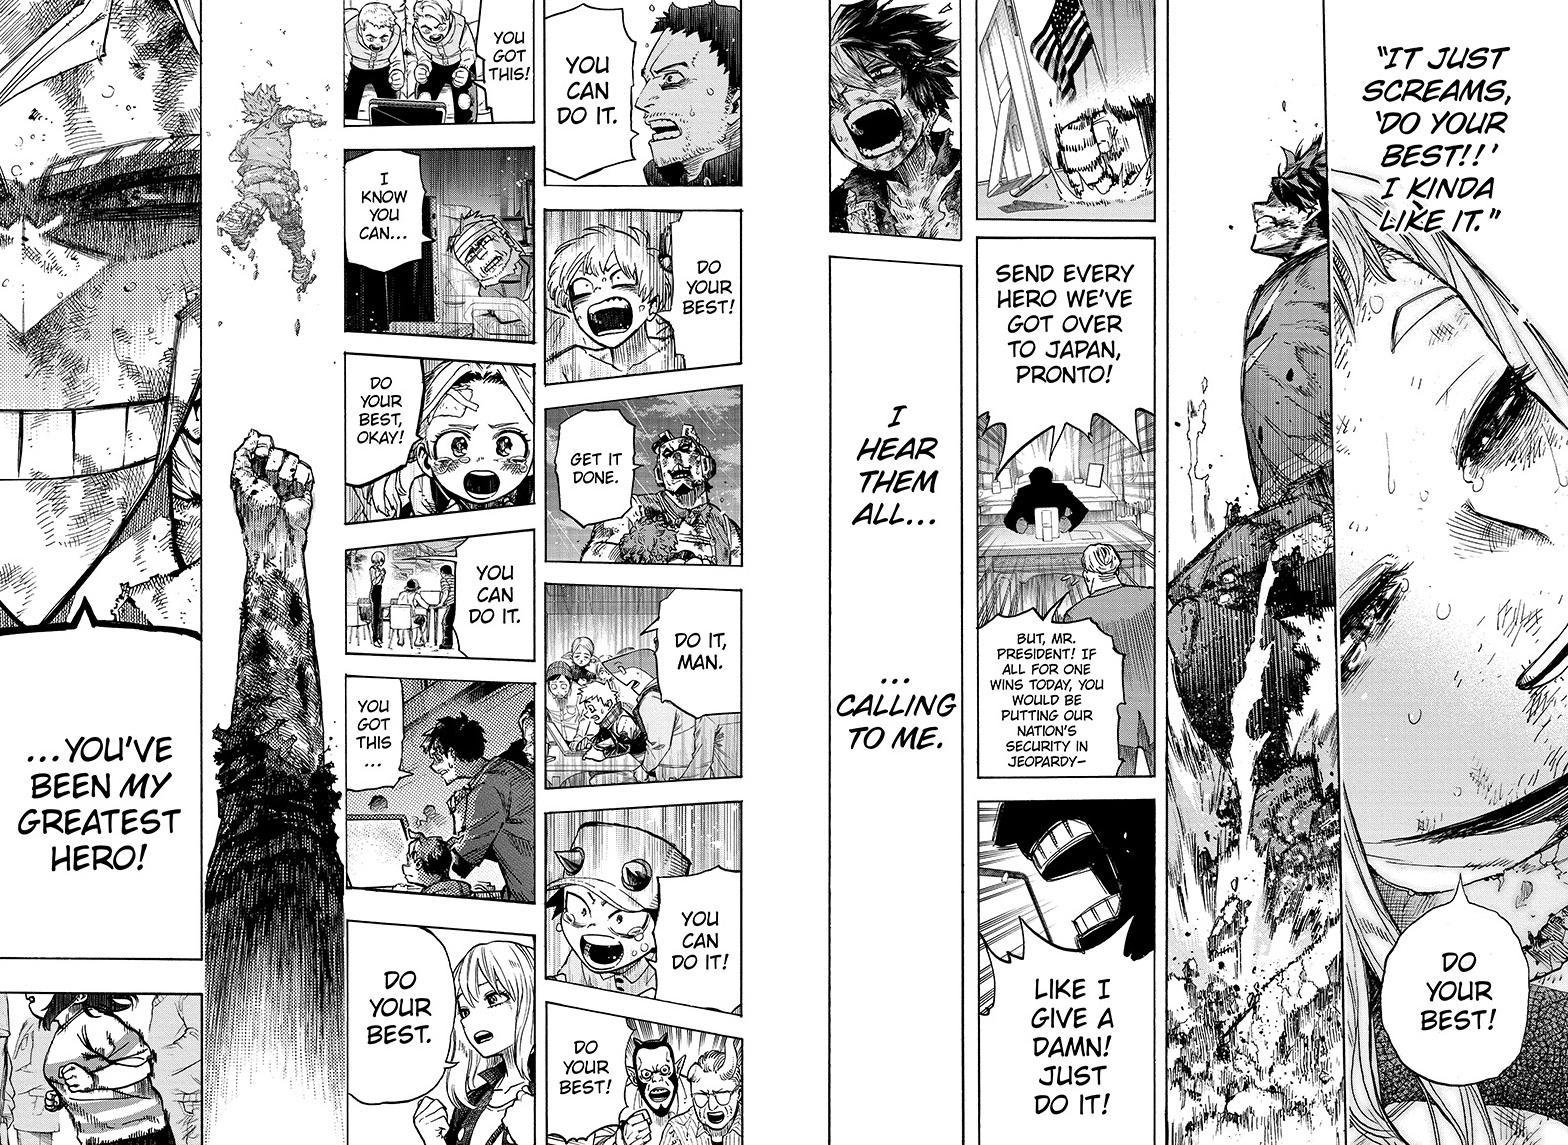 "IT JUST
SCREAMS,
'DO YOUR
BEST!!'
I KINDA
LIKE IT."
DO
YOUR
BEST!
SEND EVERY
HERO WE'VE
GOT OVER
TO JAPAN,
PRONTO!
BUT, MR.
PRESIDENT! IF
ALL FOR ONE
WINS TODAY, YOU
WOULD BE
PUTTING OUR
NATION'S
SECURITY IN
JEOPARDY–
LIKE I
GIVE A
DAMN!
JUST
DO IT!
I
HEAR
THEM
ALL...
...
CALLING
TO ME.
YOU
CAN
DO IT.
DO
YOUR
BEST!
GET IT
DONE.
DO IT,
MAN.
YOU
CAN
DO IT!
DO
YOUR
BEST!
YOU
GOT
THIS!
I
KNOW
YOU
CAN...
DO
YOUR
BEST,
OKAY!
YOU
CAN
DO IT.
YOU
GOT
THIS
...
DO
YOUR
BEST.
...YOU'VE
BEEN MY
GREATEST
HERO!